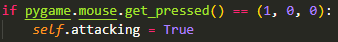 if pygame.mouse.get_pressed() == (1, 0, 0):
    self.attacking = True